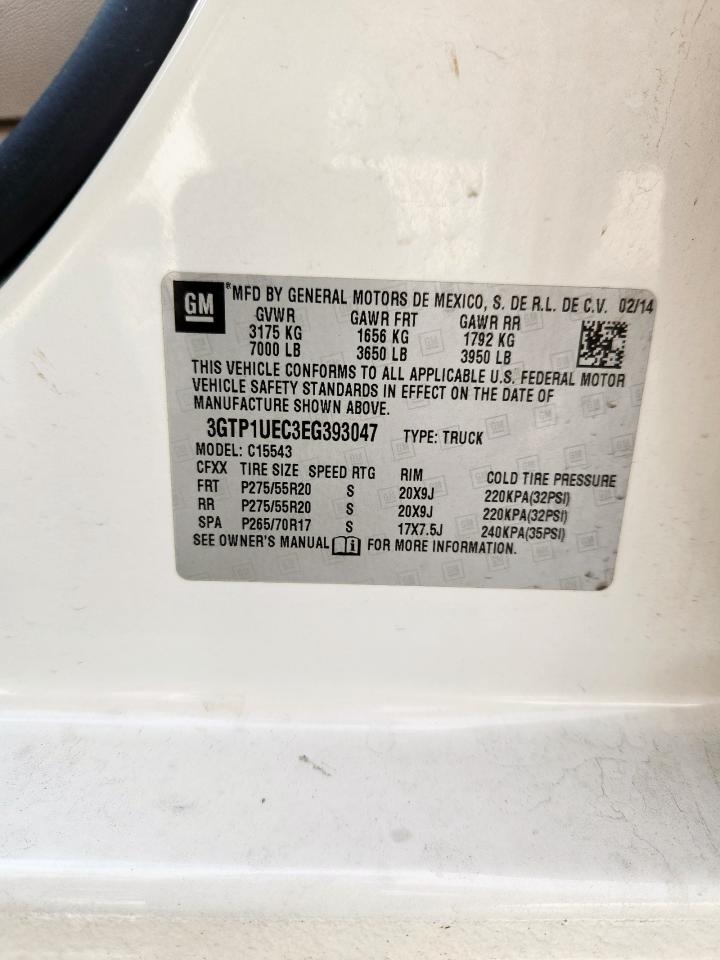 GM ®MFD BY GENERAL MOTORS DE MEXICO, S. DE R.L. DE C.V. 02/14
GVWR GAWR FRT GAWR RR
3175 KG 1656 KG 1792 KG
7000 LB 3650 LB 3950 LB
THIS VEHICLE CONFORMS TO ALL APPLICABLE U.S. FEDERAL MOTOR
VEHICLE SAFETY STANDARDS IN EFFECT ON THE DATE OF
MANUFACTURE SHOWN ABOVE.
3GTP1UEC3EG393047 TYPE: TRUCK
MODEL: C15543
CFXX TIRE SIZE SPEED RTG RIM COLD TIRE PRESSURE
FRT P275/55R20 S 20X9J 220KPA(32PSI)
RR P275/55R20 S 20X9J 220KPA(32PSI)
SPA P265/70R17 S 17X7.5J 240KPA(35PSI)
SEE OWNER'S MANUAL i FOR MORE INFORMATION.